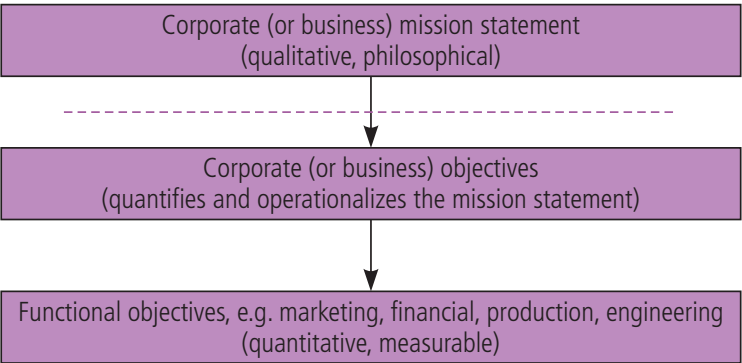 Corporate (or business) mission statement
(qualitative, philosophical)
Corporate (or business) objectives
(quantifies and operationalizes the mission statement)
Functional objectives, e.g. marketing, financial, production, engineering
(quantitative, measurable)